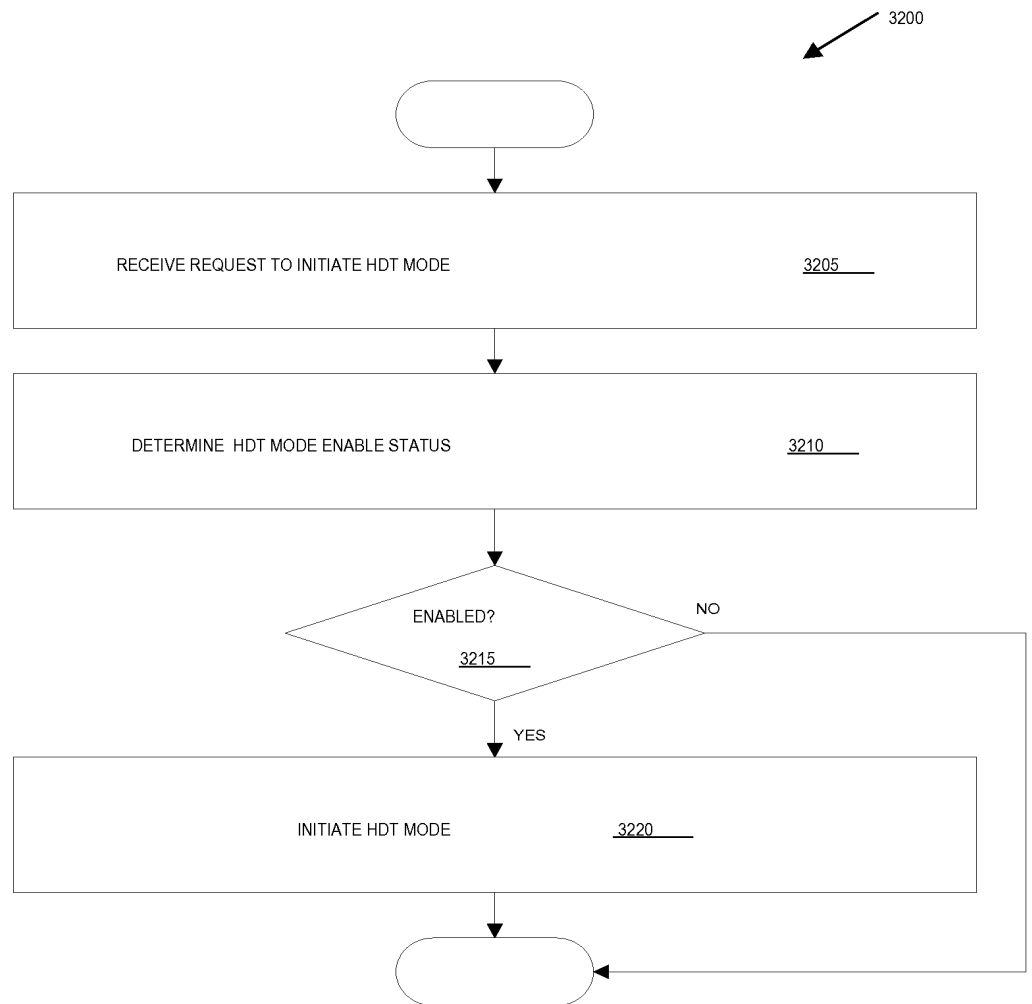 3200
RECEIVE REQUEST TO INITIATE HDT MODE 3205
DETERMINE HDT MODE ENABLE STATUS 3210
ENABLED?
NO
3215
YES
INITIATE HDT MODE 3220